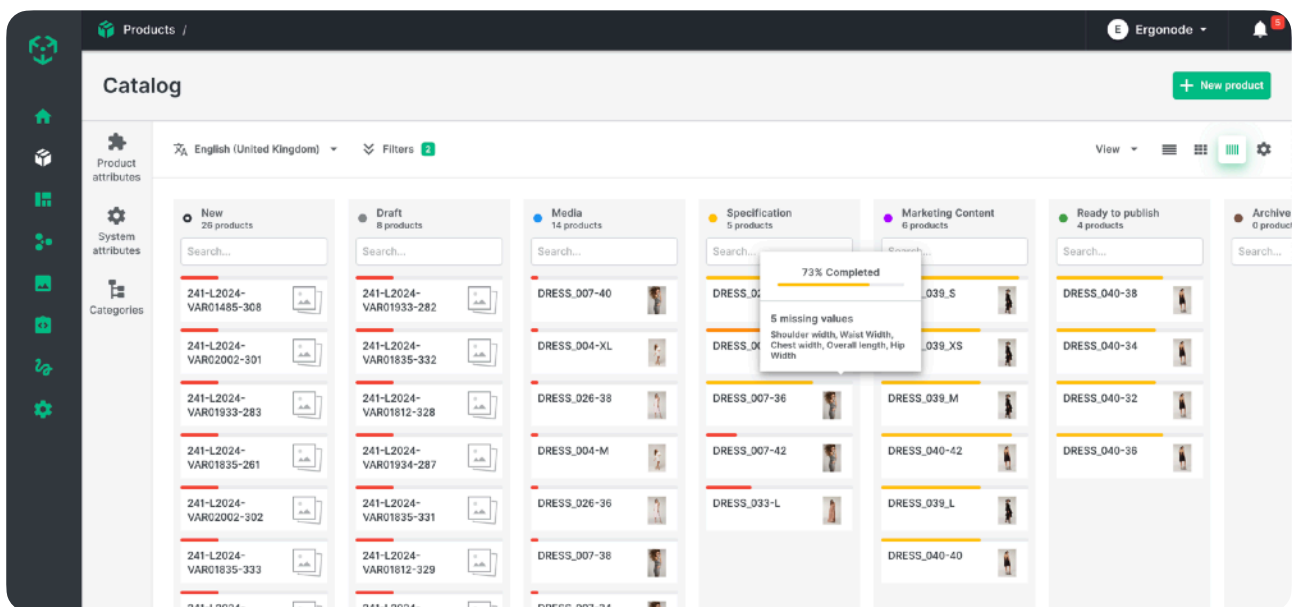 Products /
E Ergonode
5
Catalog
+ New product
Product
attributes
System
attributes
Categories
English (United Kingdom)
Filters 2
View
New
26 products
Search...
241-L2024-
VAR01485-308
241-L2024-
VAR02002-301
241-L2024-
VAR01933-283
241-L2024-
VAR01835-261
241-L2024-
VAR02002-302
241-L2024-
VAR01835-333
Draft
8 products
Search...
241-L2024-
VAR01933-282
241-L2024-
VAR01835-332
241-L2024-
VAR01812-328
241-L2024-
VAR01934-287
241-L2024-
VAR01835-331
241-L2024-
VAR01812-329
Media
14 products
Search...
DRESS_007-40
DRESS_004-XL
DRESS_026-38
DRESS_004-M
DRESS_026-36
DRESS_007-38
Specification
5 products
Search...
73% Completed
5 missing values
Shoulder width, Waist Width,
Chest width, Overall length, Hip
Width
DRESS_007-36
DRESS_007-42
DRESS_033-L
Marketing Content
6 products
_039_S
_039_XS
DRESS_039_M
DRESS_040-42
DRESS_039_L
DRESS_040-40
Ready to publish
4 products
Search...
DRESS_040-38
DRESS_040-34
DRESS_040-32
DRESS_040-36
Archive
0 product
Search...